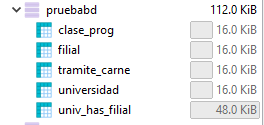 pruebabd 112.0 KiB
clase_prog 16.0 KiB
filial 16.0 KiB
tramite_carne 16.0 KiB
universidad 16.0 KiB
univ_has_filial 48.0 KiB